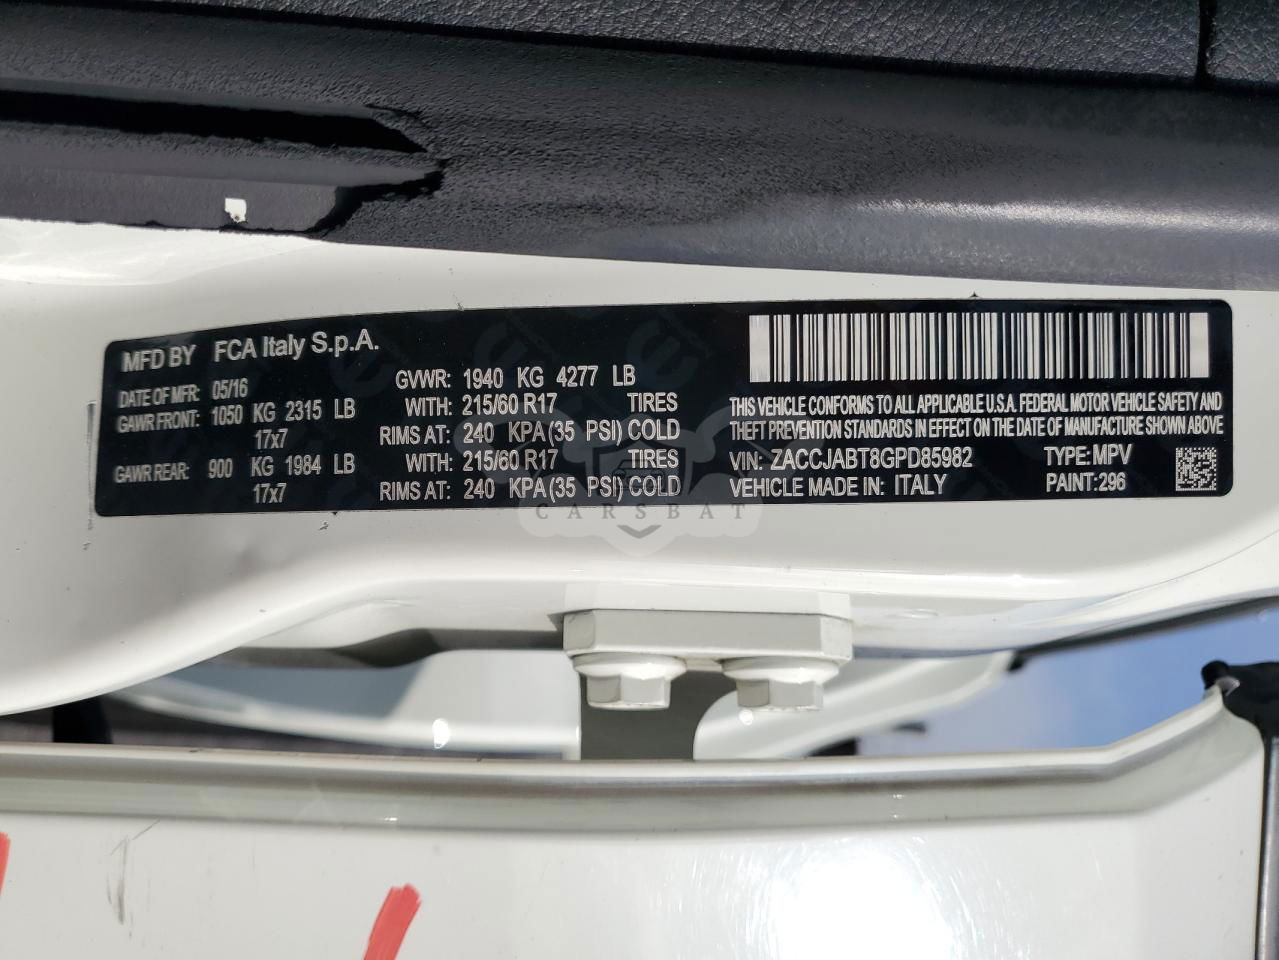 MFD BY FCA Italy S.p.A.
DATE OF MFR: 05/16 GVWR: 1940 KG 4277 LB
GAWR FRONT: 1050 KG 2315 LB WITH: 215/60 R17 TIRES
17x7 RIMS AT: 240 KPA (35 PSI) COLD
GAWR REAR: 900 KG 1984 LB WITH: 215/60 R17 TIRES
17x7 RIMS AT: 240 KPA (35 PSI) COLD
THIS VEHICLE CONFORMS TO ALL APPLICABLE U.S.A. FEDERAL MOTOR VEHICLE SAFETY AND
THEFT PREVENTION STANDARDS IN EFFECT ON THE DATE OF MANUFACTURE SHOWN ABOVE
VIN: ZACCJABT8GPD85982 TYPE: MPV
VEHICLE MADE IN: ITALY PAINT:296
CARSBAT